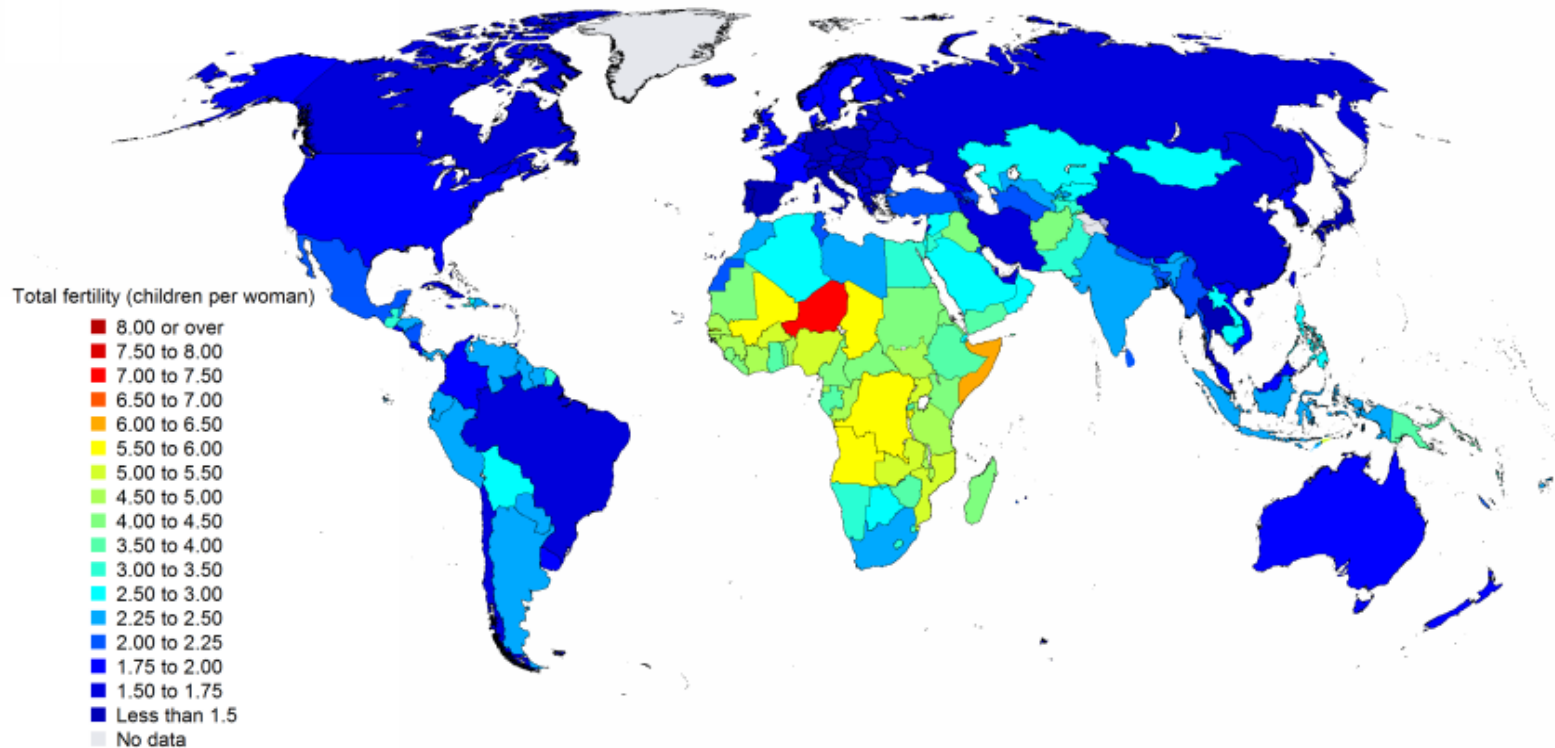 Total fertility (children per woman)
8.00 or over
7.50 to 8.00
7.00 to 7.50
6.50 to 7.00
6.00 to 6.50
5.50 to 6.00
5.00 to 5.50
4.50 to 5.00
4.00 to 4.50
3.50 to 4.00
3.00 to 3.50
2.50 to 3.00
2.25 to 2.50
2.00 to 2.25
1.75 to 2.00
1.50 to 1.75
Less than 1.5
No data